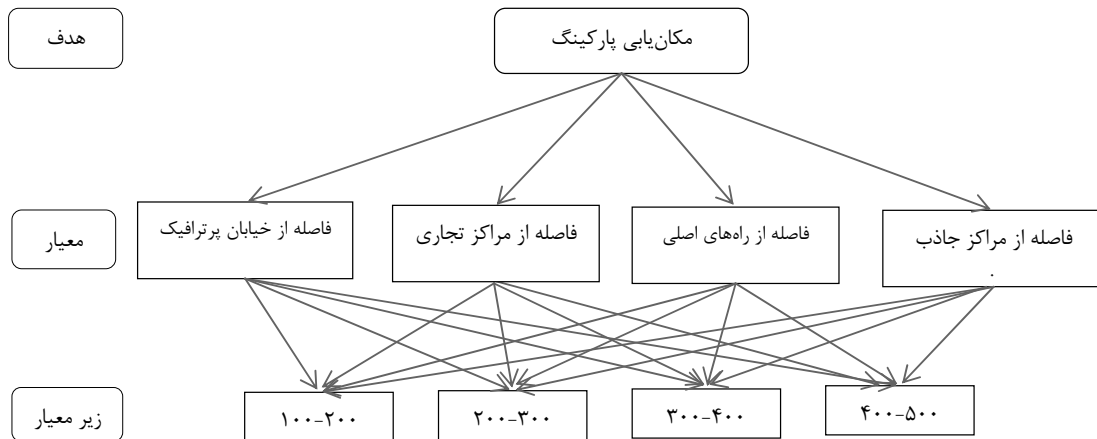 هدف
مکان‌یابی پارکینگ
معیار
فاصله از مراکز جاذب
.
فاصله از راه‌های اصلی
فاصله از مراکز تجاری
فاصله از خیابان پرترافیک
زیر معیار
۱۰۰-۲۰۰
۲۰۰-۳۰۰
۳۰۰-۴۰۰
۴۰۰-۵۰۰